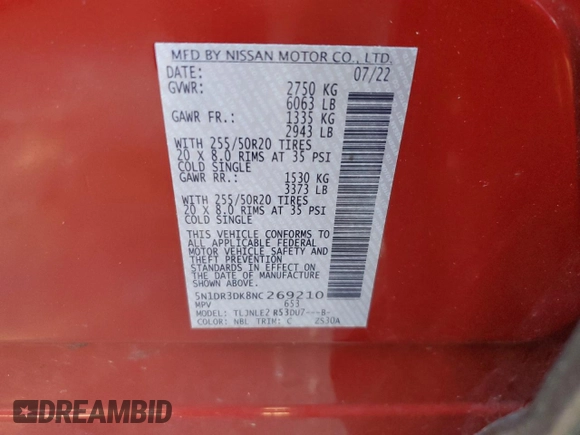 MFD BY NISSAN MOTOR CO., LTD.
DATE: 07/22
GVWR: 2750 KG
6063 LB
GAWR FR.: 1335 KG
2943 LB
WITH 255/50R20 TIRES
20 X 8.0 RIMS AT 35 PSI
COLD SINGLE
GAWR RR.: 1530 KG
3373 LB
WITH 255/50R20 TIRES
20 X 8.0 RIMS AT 35 PSI
COLD SINGLE
THIS VEHICLE CONFORMS TO
ALL APPLICABLE FEDERAL
MOTOR VEHICLE SAFETY
AND THEFT PREVENTION
STANDARDS IN EFFECT ON
THE DATE OF MANUFACTURE
SHOWN ABOVE.
5N1DR3DK8NC269210
MPV 653
MODEL: TLJNLE2 R53DU7---B-
COLOR: NBL TRIM: C ZS30A
DREAMBID